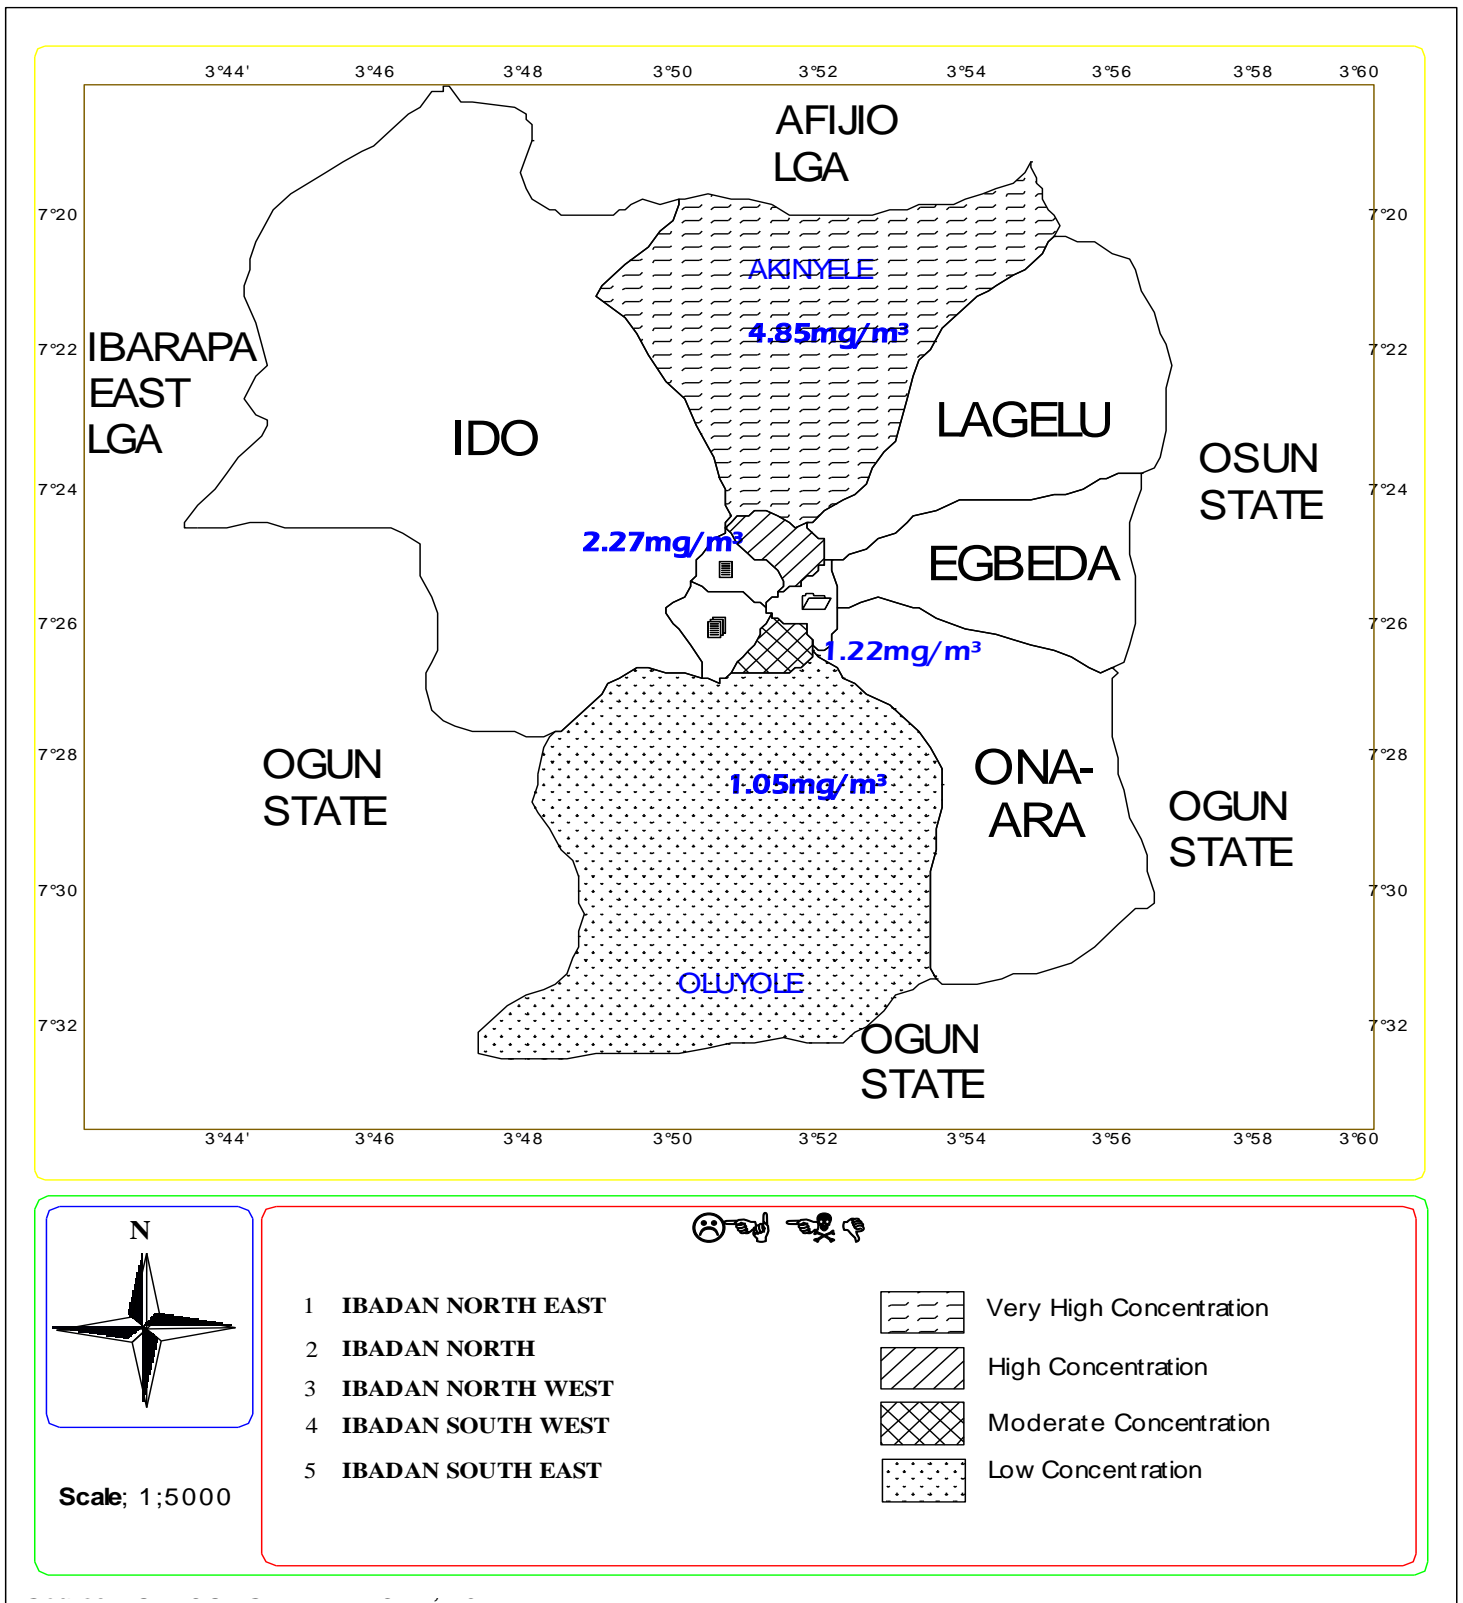 3°44' 3°46 3°48 3°50 3°52 3°54 3°56 3°58 3°60
AFIJIO
LGA
7°20 7°20
AKINYELE
4.85mg/m³
IBARAPA
EAST
LGA
7°22 7°22
IDO
LAGELU
OSUN
STATE
7°24 7°24
2.27mg/m³
EGBEDA
7°26 7°26
1.22mg/m³
OGUN
STATE
7°28 7°28
1.05mg/m³
ONA-
ARA
OGUN
STATE
7°30 7°30
OLUYOLE
7°32 7°32
OGUN
STATE
3°44' 3°46 3°48 3°50 3°52 3°54 3°56 3°58 3°60
N
Scale; 1;5000
1 IBADAN NORTH EAST
2 IBADAN NORTH
3 IBADAN NORTH WEST
4 IBADAN SOUTH WEST
5 IBADAN SOUTH EAST
Very High Concentration
High Concentration
Moderate Concentration
Low Concentration